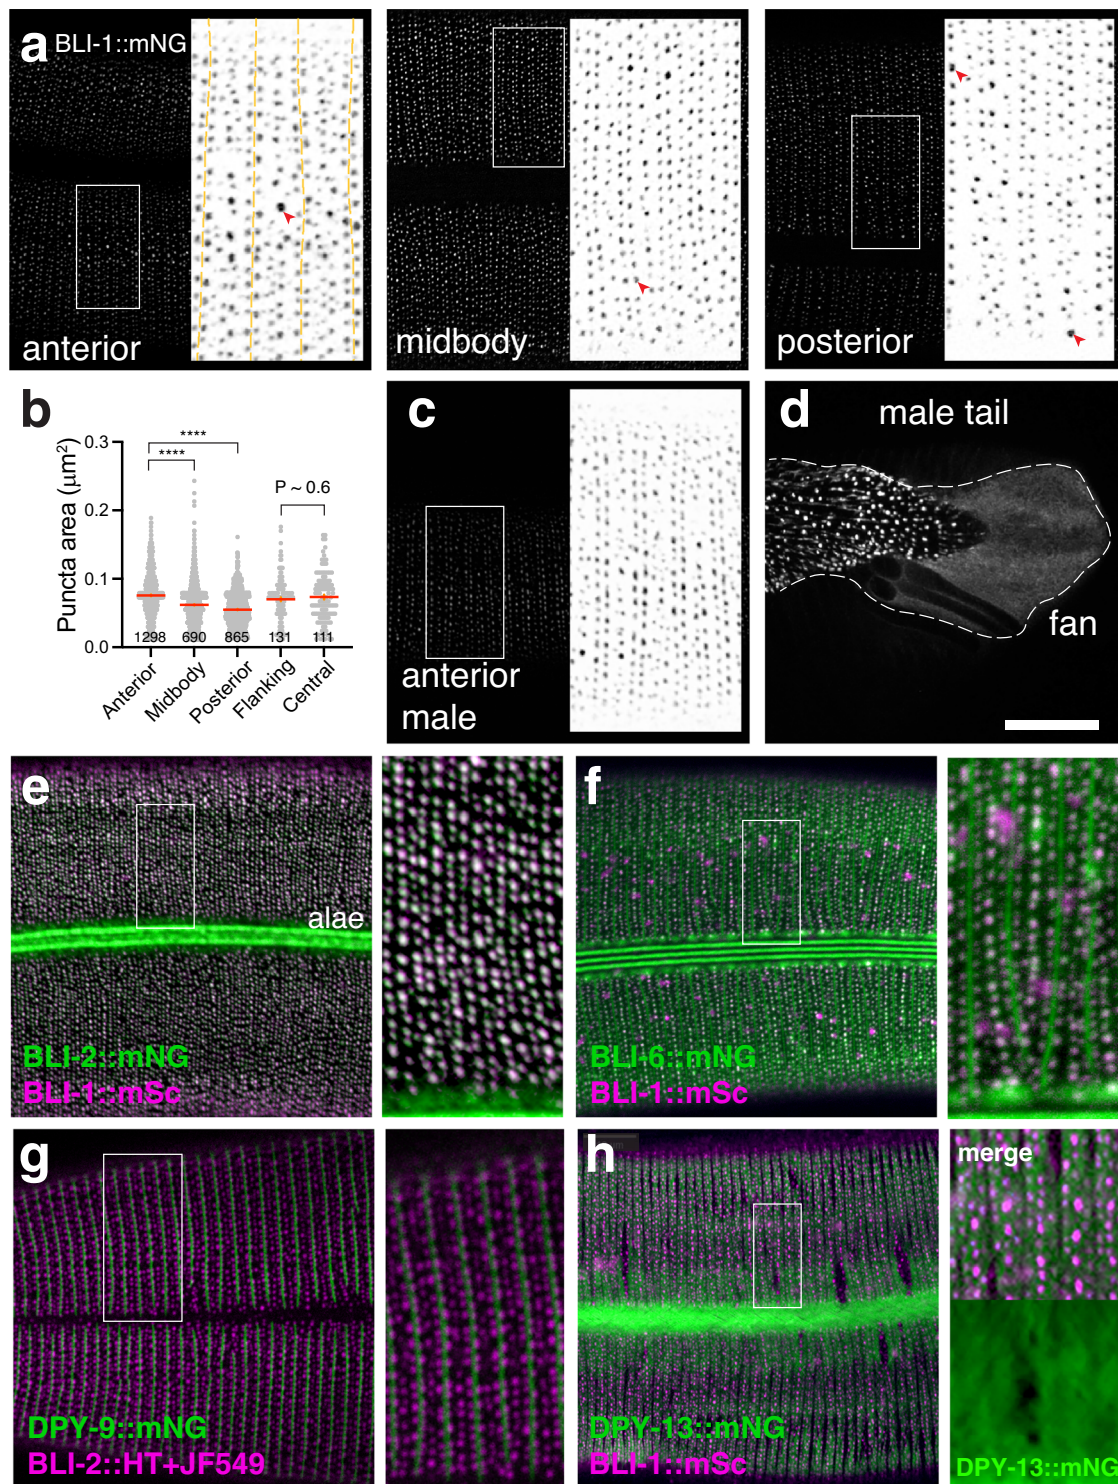 a BLI-1::mNG
anterior
midbody
posterior
b
Puncta area (μm²)
0.3
0.2
0.1
0.0
****
****
P ~ 0.6
1298 690 865 131 111
Anterior
Midbody
Posterior
Flanking
Central
c
anterior
male
d
male tail
fan
e
alae
BLI-2::mNG
BLI-1::mSc
f
BLI-6::mNG
BLI-1::mSc
g
DPY-9::mNG
BLI-2::HT+JF549
h
DPY-13::mNG
BLI-1::mSc
merge
DPY-13::mNG